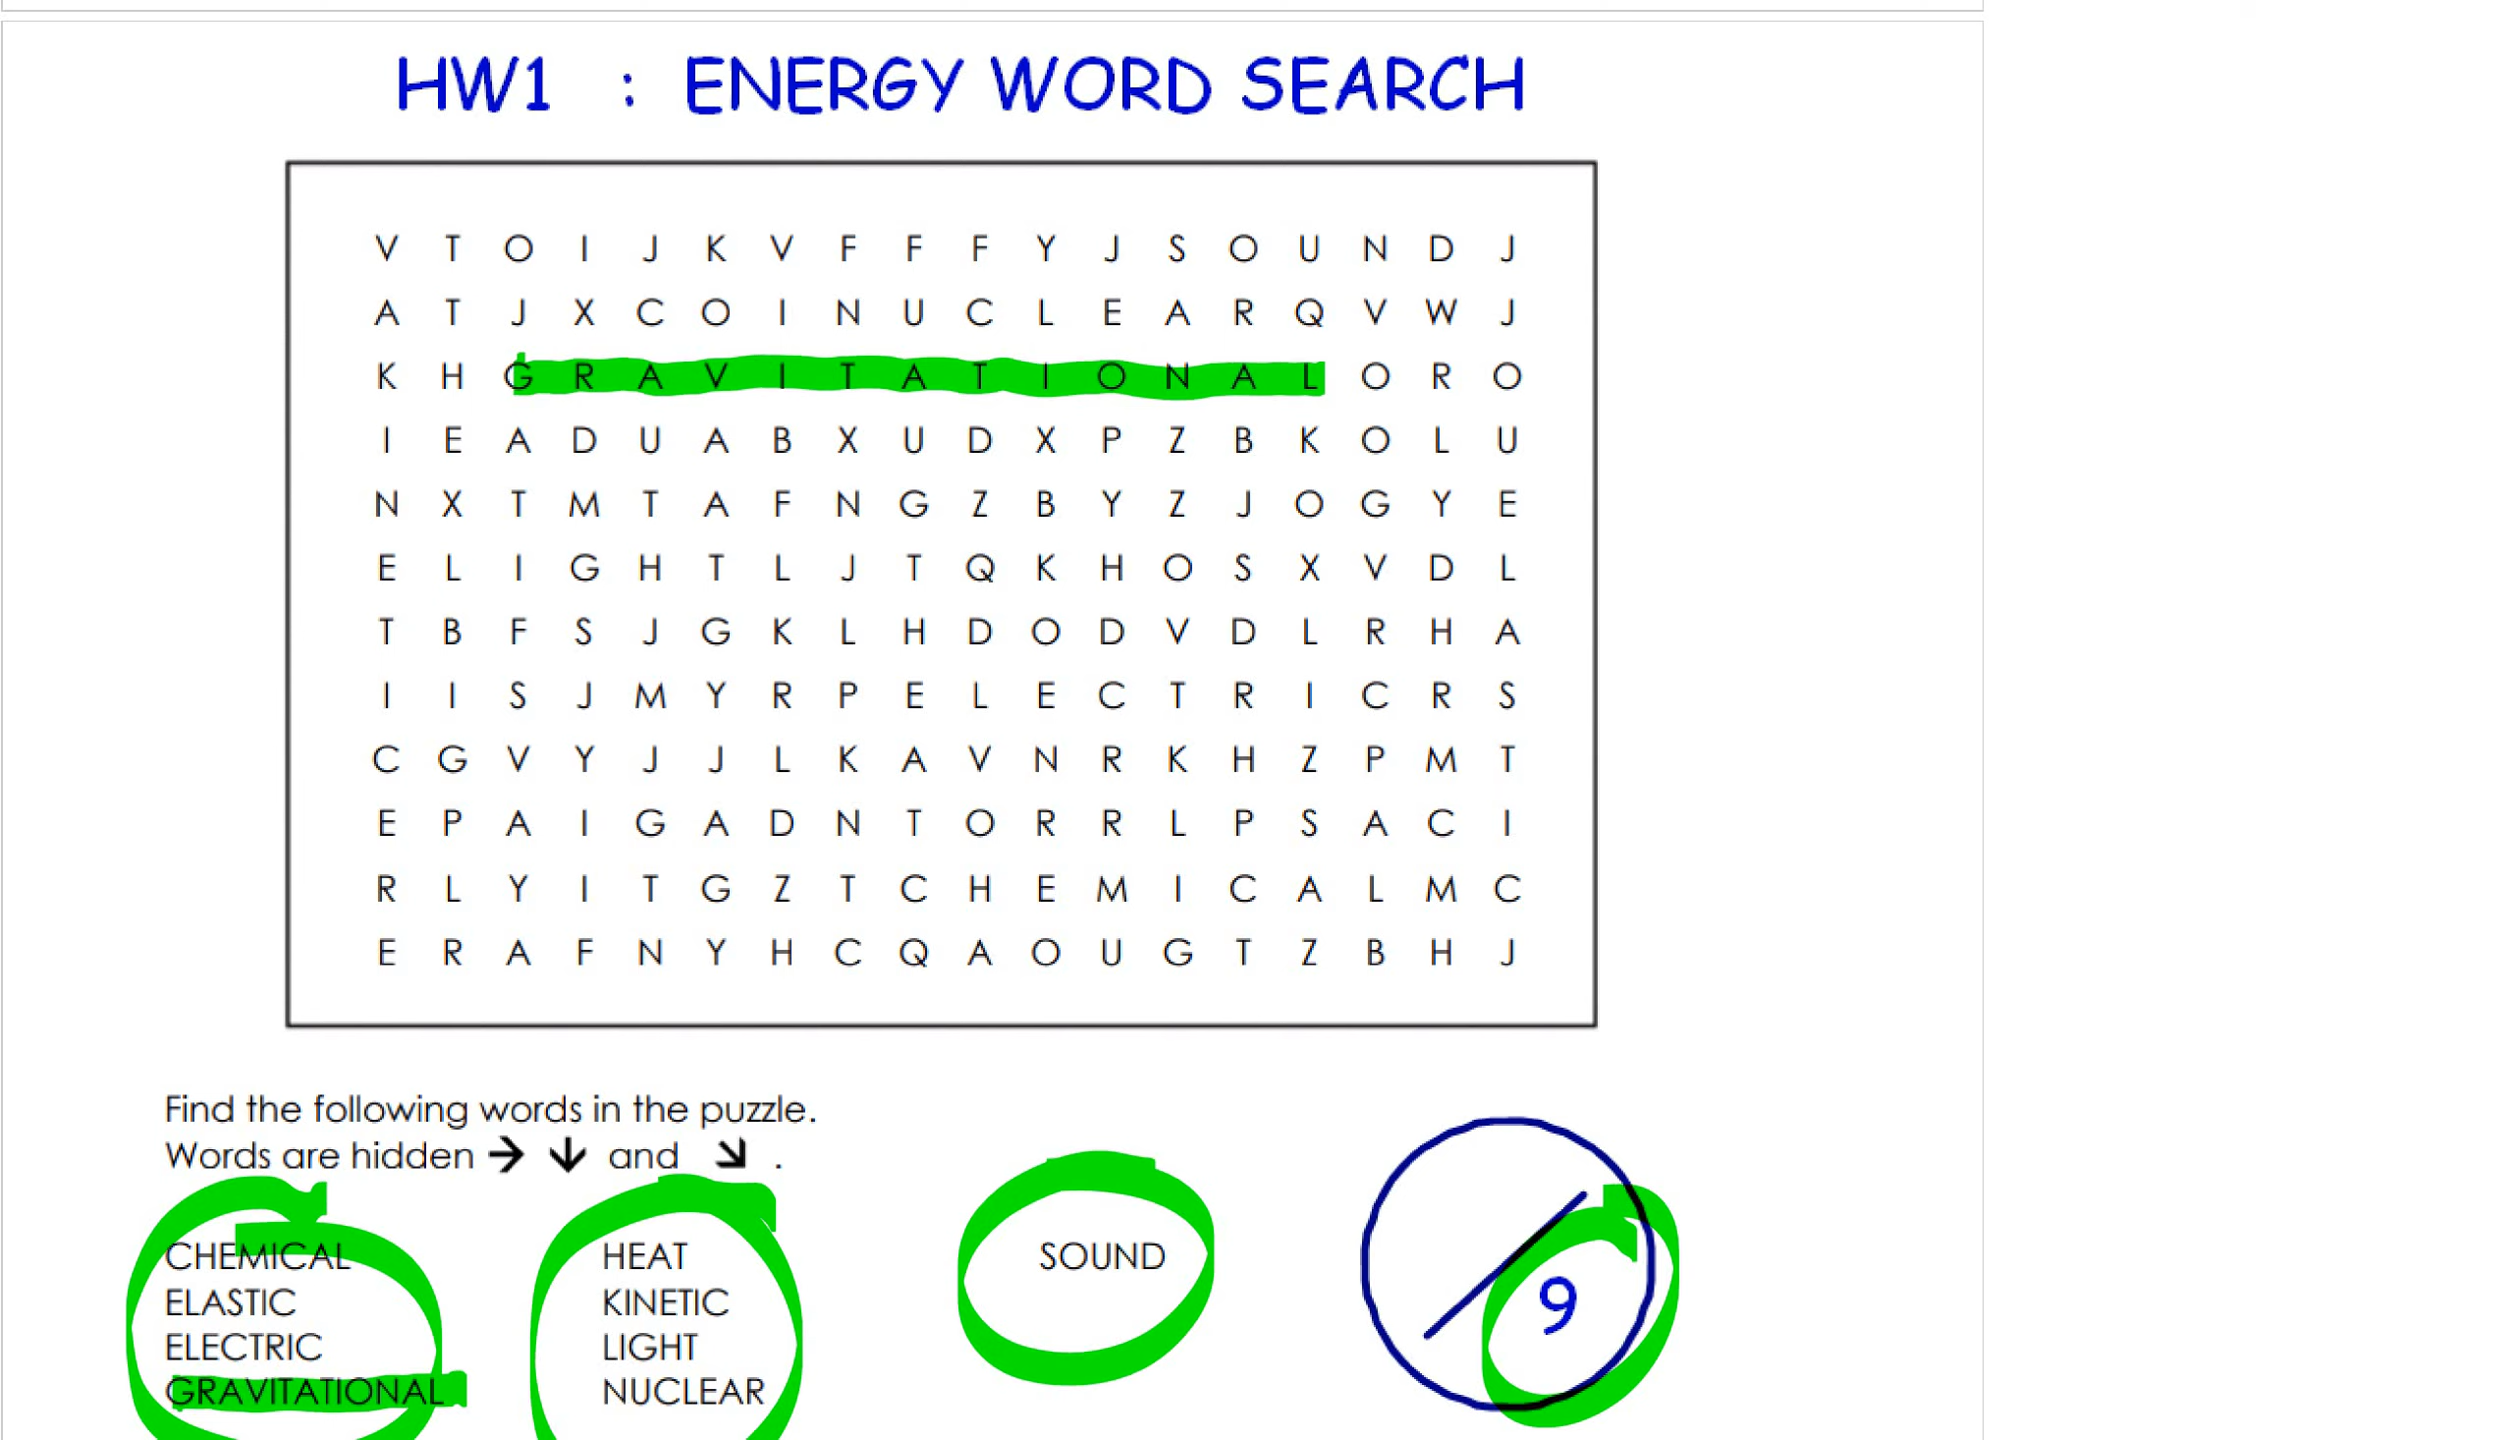 HW1 : ENERGY WORD SEARCH
V T O I J K V F F F Y J S O U N D J
A T J X C O I N U C L E A R Q V W J
K H G R A V I T A T I O N A L O R O
I E A D U A B X U D X P Z B K O L U
N X T M T A F N G Z B Y Z J O G Y E
E L I G H T L J T Q K H O S X V D L
T B F S J G K L H D O D V D L R H A
I I S J M Y R P E L E C T R I C R S
C G V Y J J L K A V N R K H Z P M T
E P A I G A D N T O R R L P S A C I
R L Y I T G Z T C H E M I C A L M C
E R A F N Y H C Q A O U G T Z B H J
Find the following words in the puzzle.
Words are hidden → ↓ and ↘ .
CHEMICAL HEAT SOUND
ELASTIC KINETIC 9
ELECTRIC LIGHT
GRAVITATIONAL NUCLEAR